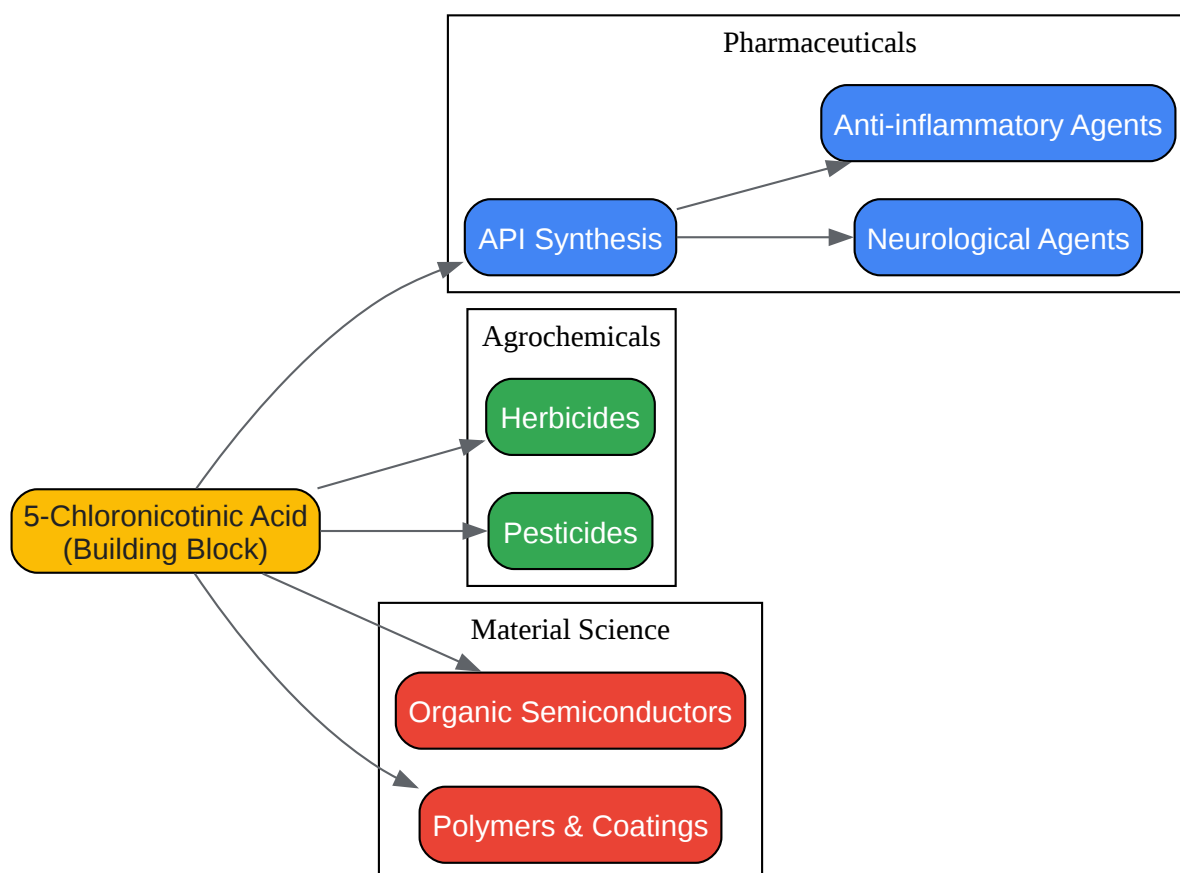 Pharmaceuticals
Anti-inflammatory Agents
API Synthesis
Neurological Agents
Agrochemicals
Herbicides
5-Chloronicotinic Acid
(Building Block)
Pesticides
Material Science
Organic Semiconductors
Polymers & Coatings